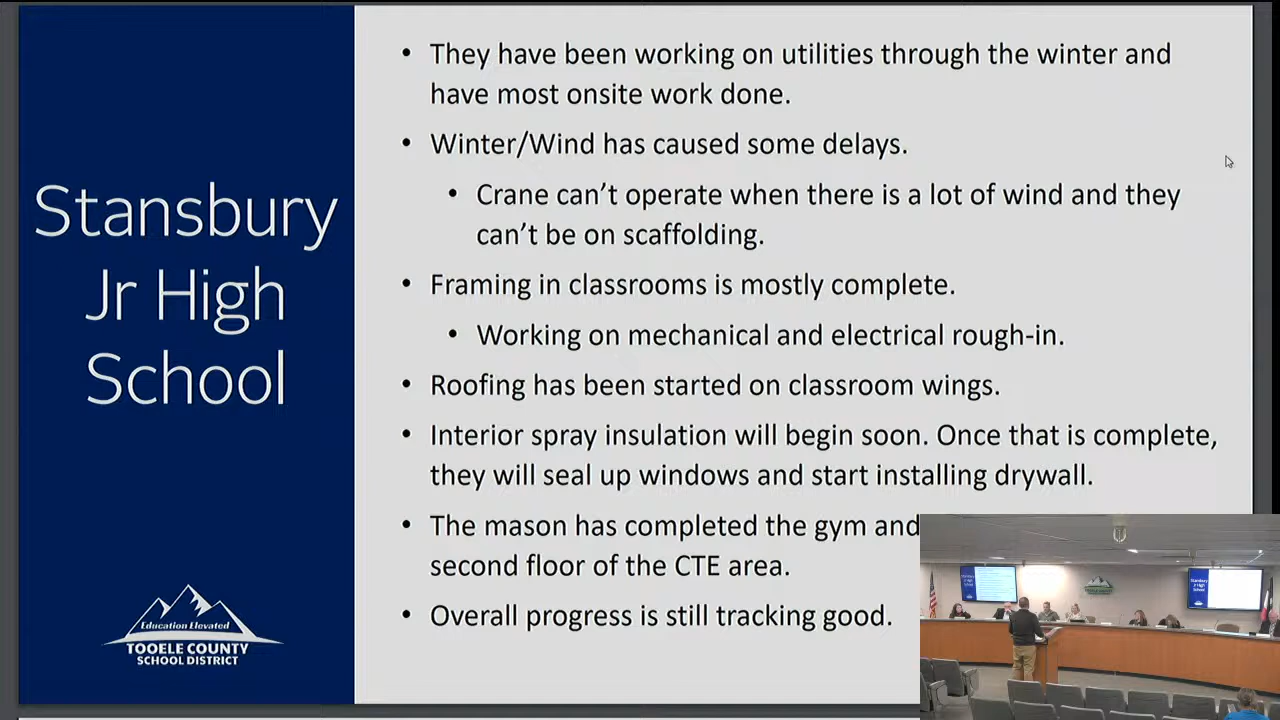 Stansbury
Jr High
School
Education Elevated
TOOELE COUNTY
SCHOOL DISTRICT
• They have been working on utilities through the winter and
have most onsite work done.
• Winter/Wind has caused some delays.
• Crane can’t operate when there is a lot of wind and they
can’t be on scaffolding.
• Framing in classrooms is mostly complete.
• Working on mechanical and electrical rough-in.
• Roofing has been started on classroom wings.
• Interior spray insulation will begin soon. Once that is complete,
they will seal up windows and start installing drywall.
• The mason has completed the gym and
second floor of the CTE area.
• Overall progress is still tracking good.
Stansbury
Jr High
School